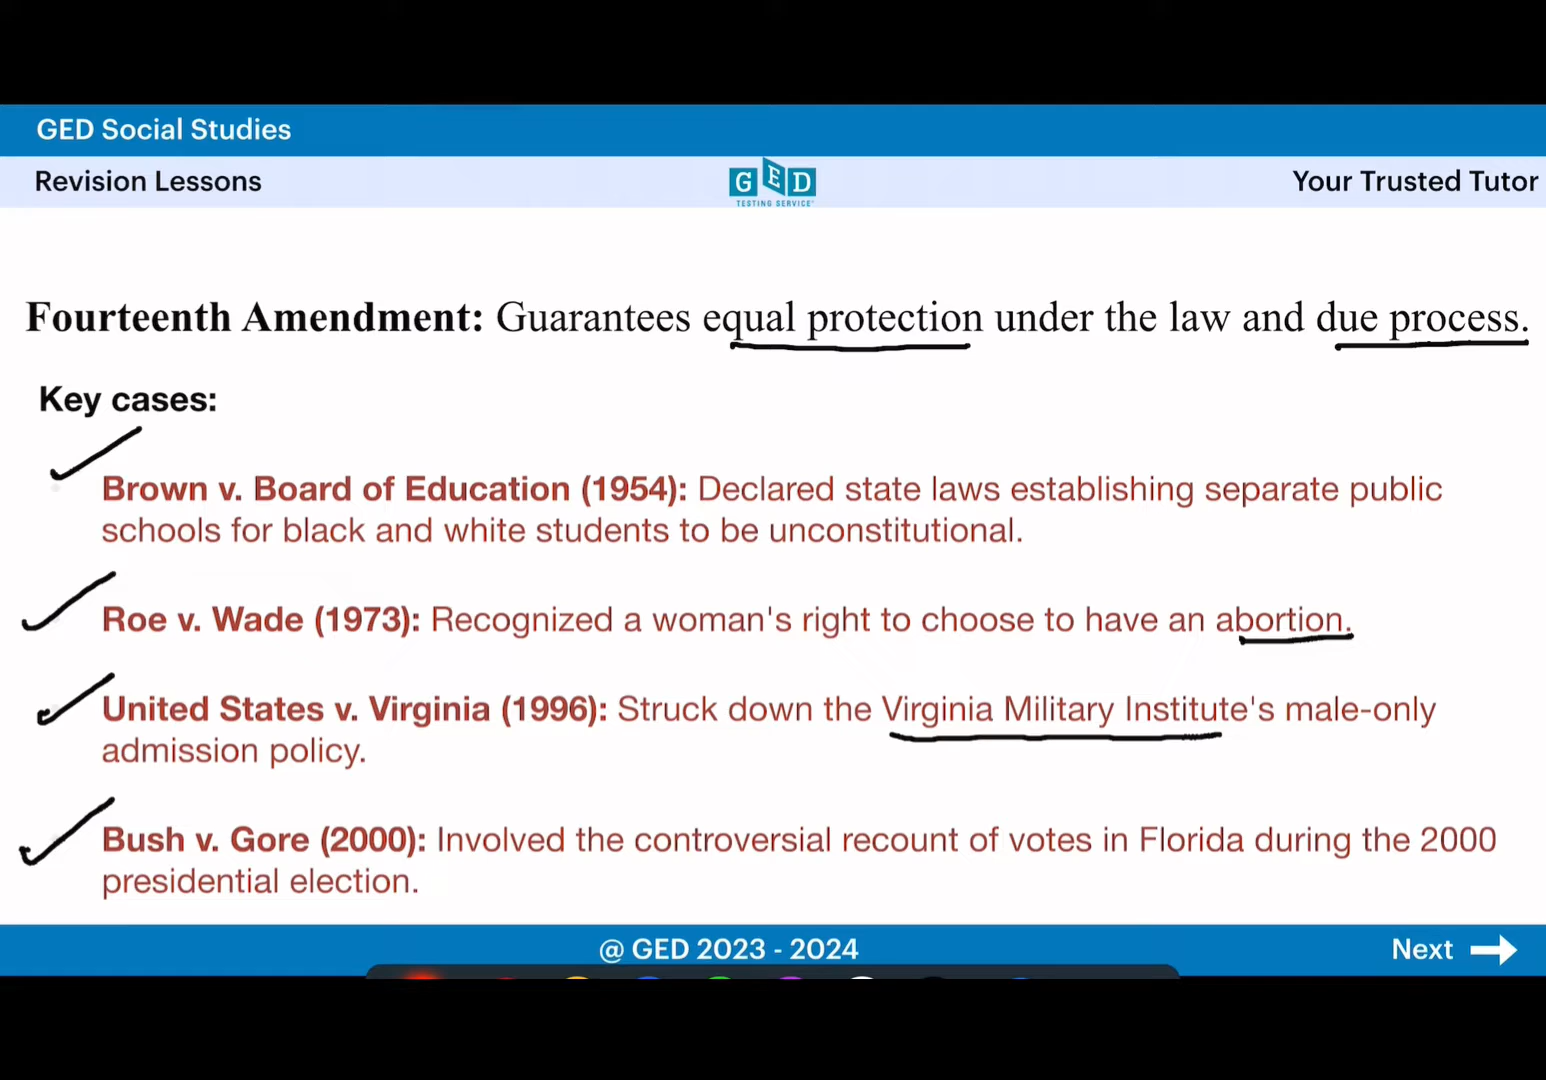 GED Social Studies
Revision Lessons
GED
TESTING SERVICE
Your Trusted Tutor
Fourteenth Amendment: Guarantees equal protection under the law and due process.
Key cases:
Brown v. Board of Education (1954): Declared state laws establishing separate public
schools for black and white students to be unconstitutional.
Roe v. Wade (1973): Recognized a woman's right to choose to have an abortion.
United States v. Virginia (1996): Struck down the Virginia Military Institute's male-only
admission policy.
Bush v. Gore (2000): Involved the controversial recount of votes in Florida during the 2000
presidential election.
@ GED 2023 - 2024
Next